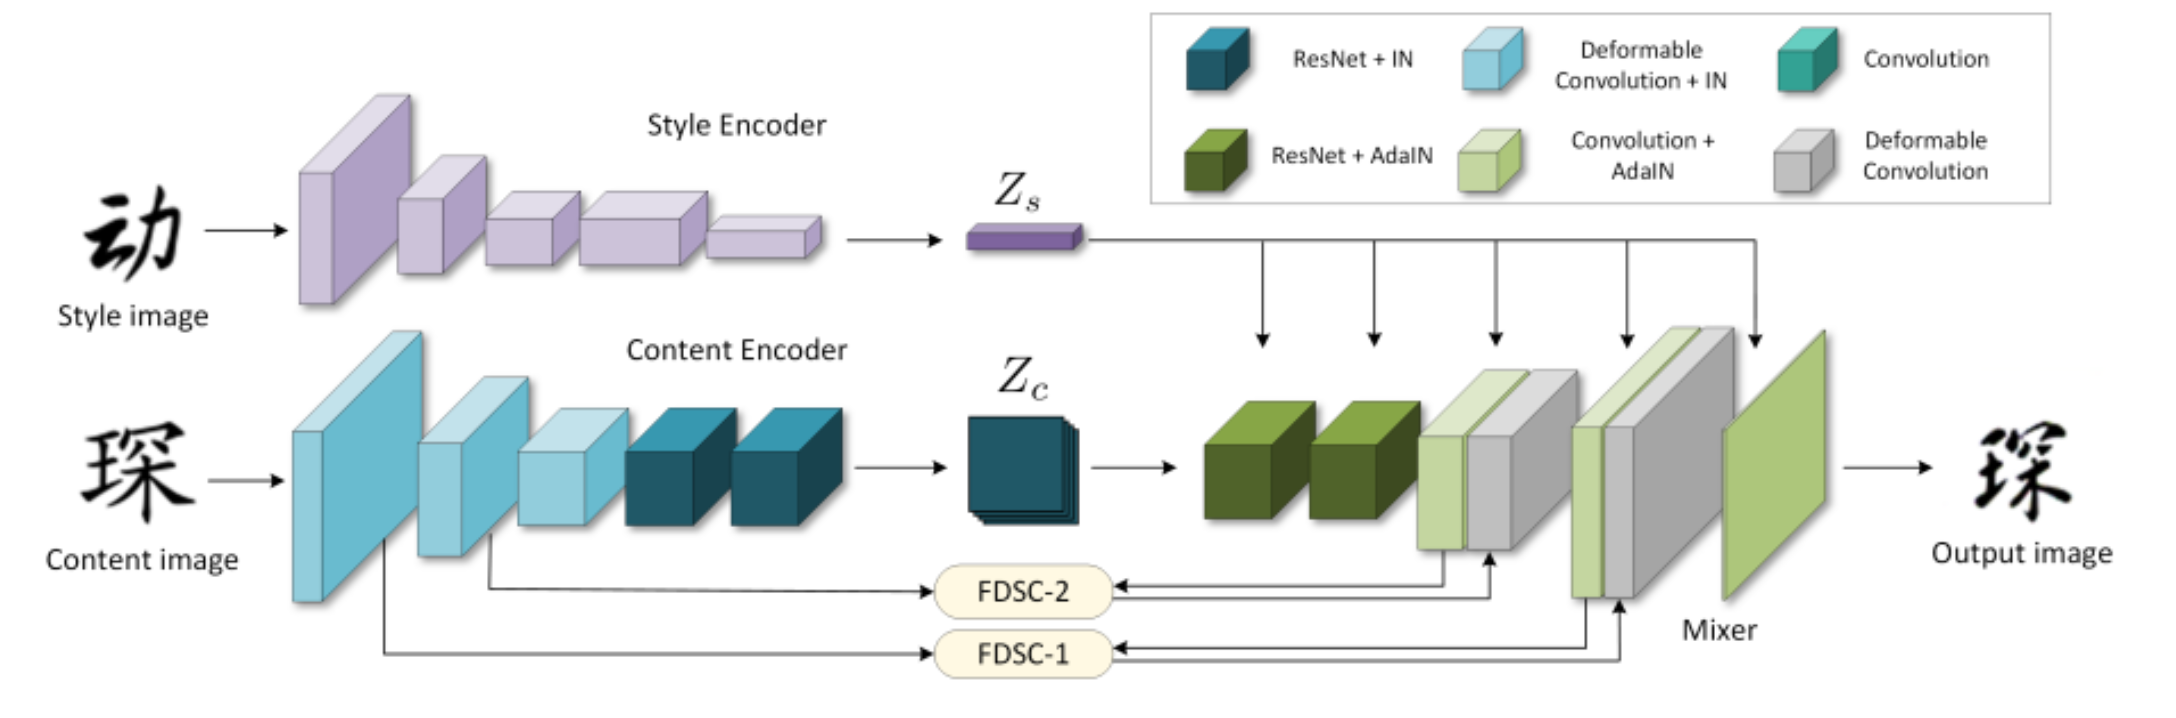 ResNet + IN
Deformable
Convolution + IN
Convolution
ResNet + AdaIN
Convolution +
AdaIN
Deformable
Convolution
Style Encoder
动
Style image
Z_s
Content Encoder
琛
Content image
Z_c
FDSC-2
FDSC-1
Mixer
琛
Output image